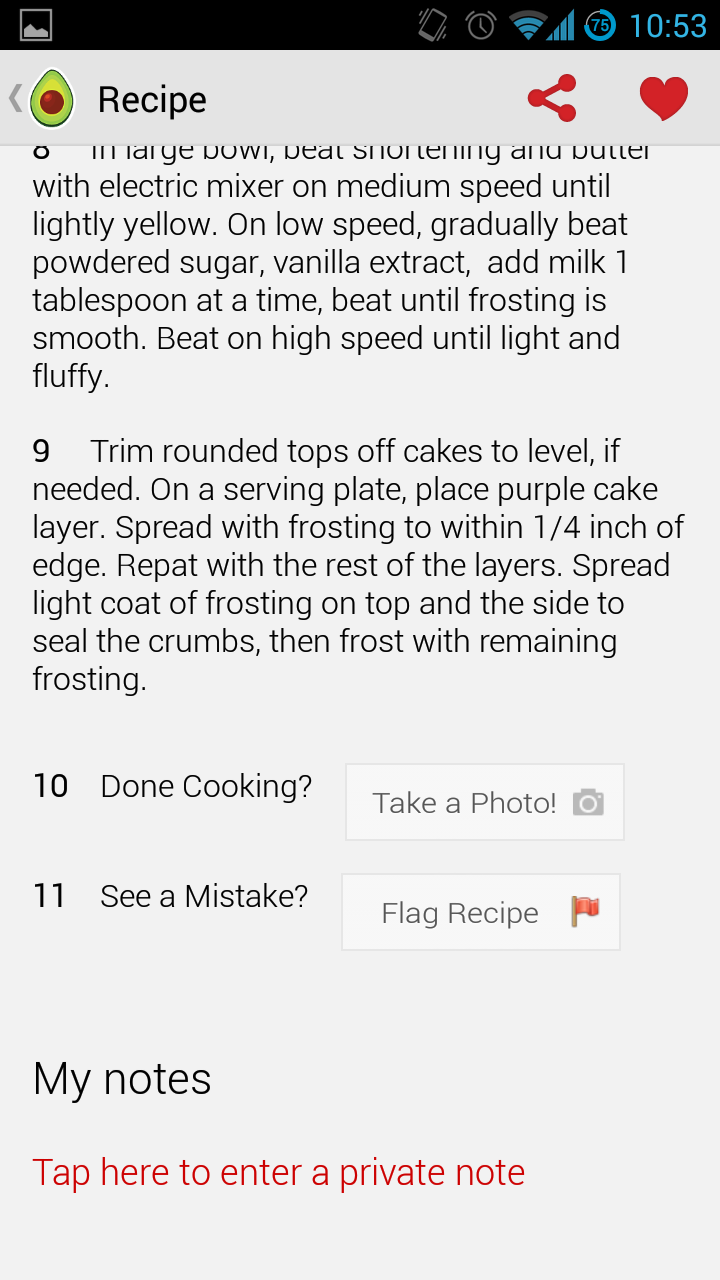 75 10:53
Recipe
8 In large bowl, beat shortening and butter
with electric mixer on medium speed until
lightly yellow. On low speed, gradually beat
powdered sugar, vanilla extract,  add milk 1
tablespoon at a time, beat until frosting is
smooth. Beat on high speed until light and
fluffy.
9 Trim rounded tops off cakes to level, if
needed. On a serving plate, place purple cake
layer. Spread with frosting to within 1/4 inch of
edge. Repat with the rest of the layers. Spread
light coat of frosting on top and the side to
seal the crumbs, then frost with remaining
frosting.
10 Done Cooking? Take a Photo!
11 See a Mistake? Flag Recipe
My notes
Tap here to enter a private note